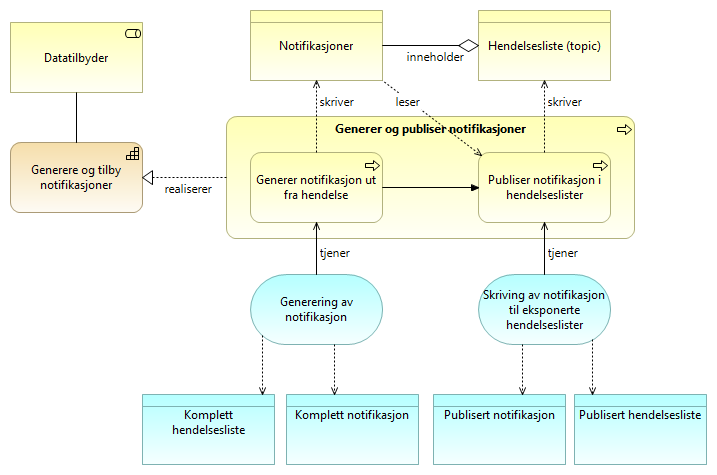 Datatilbyder
Notifikasjoner
inneholder
Hendelsesliste (topic)
skriver
leser
skriver
Generer og publiser notifikasjoner
Generere og tilby
notifikasjoner
realiserer
Generer notifikasjon ut
fra hendelse
Publiser notifikasjon i
hendelseslister
tjener
tjener
Generering av
notifikasjon
Skriving av notifikasjon
til eksponerte
hendelseslister
Komplett
hendelsesliste
Komplett notifikasjon
Publisert notifikasjon
Publisert hendelsesliste